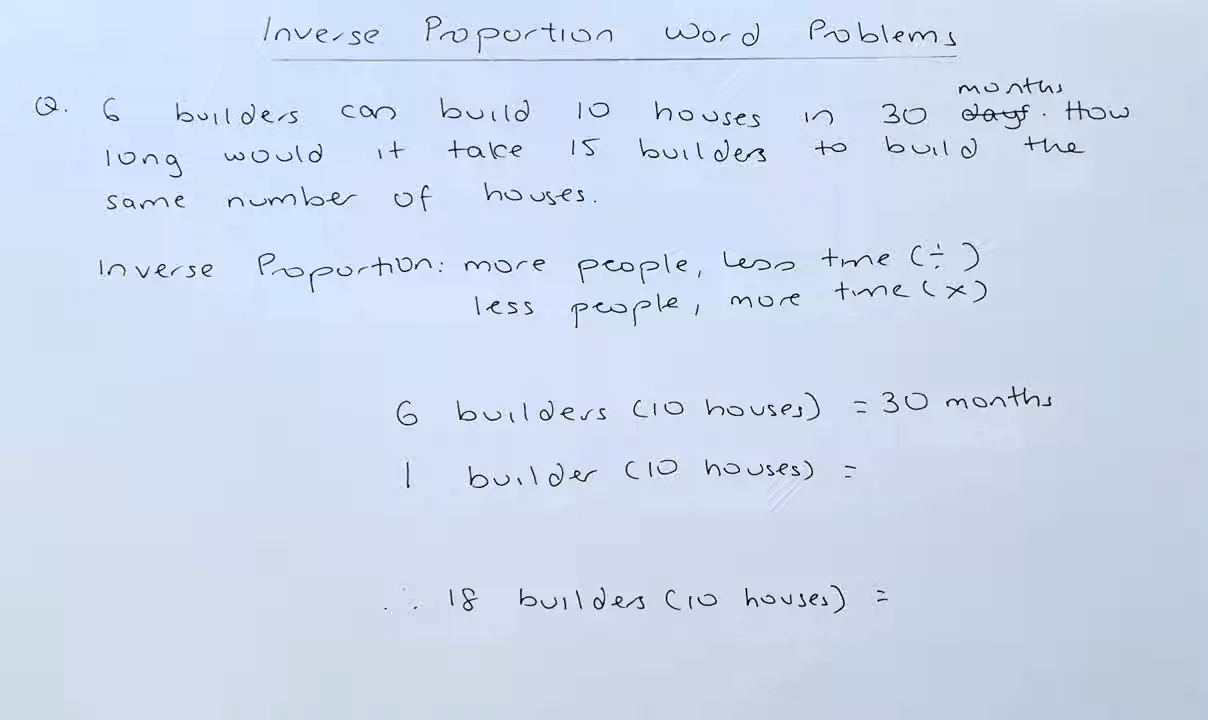 Inverse Proportion Word Problems
months
Q. 6 builders can build 10 houses in 30 days. How
long would it take 15 builders to build the
same number of houses.
Inverse Proportion: more people, less time (÷)
less people, more time (×)
6 builders (10 houses) = 30 months
1 builder (10 houses) =
∴ 18 builders (10 houses) =